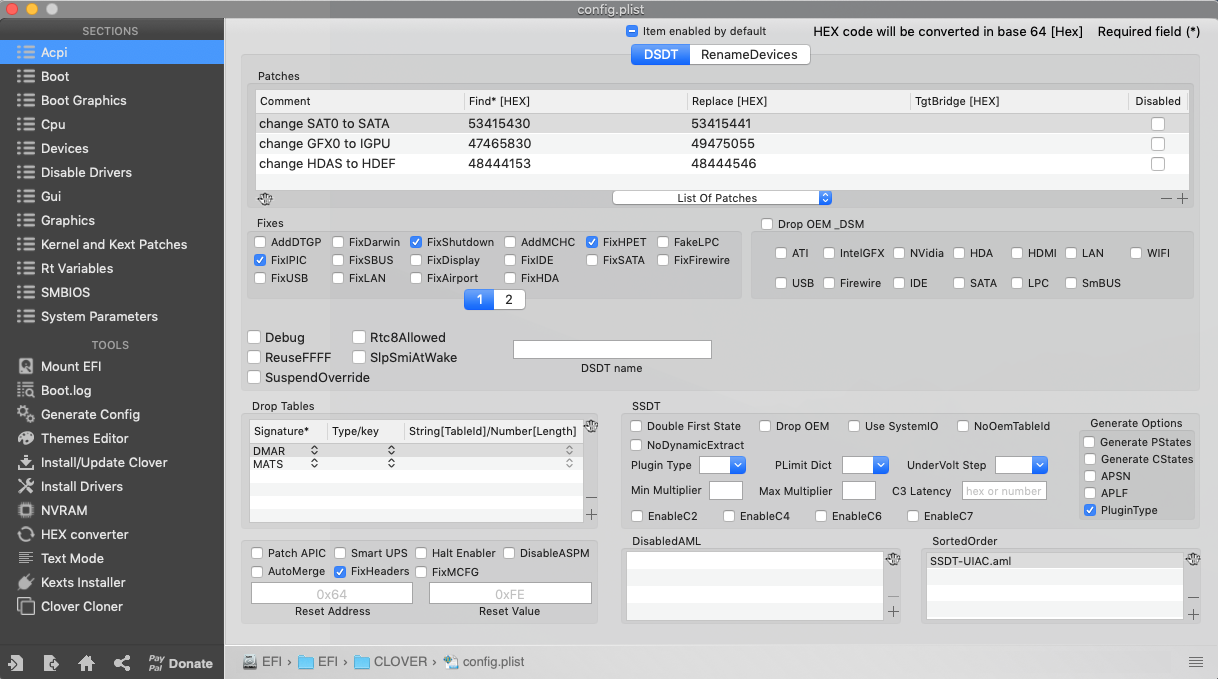 config.plist
SECTIONS
Acpi
Boot
Boot Graphics
Cpu
Devices
Disable Drivers
Gui
Graphics
Kernel and Kext Patches
Rt Variables
SMBIOS
System Parameters
TOOLS
Mount EFI
Boot.log
Generate Config
Themes Editor
Install/Update Clover
Install Drivers
NVRAM
HEX converter
Text Mode
Kexts Installer
Clover Cloner
Pay Pal Donate
Item enabled by default HEX code will be converted in base 64 [Hex] Required field (*)
DSDT RenameDevices
Patches
Comment Find* [HEX] Replace [HEX] TgtBridge [HEX] Disabled
change SAT0 to SATA 53415430 53415441
change GFX0 to IGPU 47465830 49475055
change HDAS to HDEF 48444153 48444546
List Of Patches
Fixes
AddDTGP FixDarwin FixShutdown AddMCHC FixHPET FakeLPC
FixIPIC FixSBUS FixDisplay FixIDE FixSATA FixFirewire
FixUSB FixLAN FixAirport FixHDA
1 2
Drop OEM _DSM
ATI IntelGFX NVidia HDA HDMI LAN WIFI
USB Firewire IDE SATA LPC SmBUS
Debug Rtc8Allowed
ReuseFFFF SlpSmiAtWake
SuspendOverride
DSDT name
Drop Tables
Signature* Type/key String[TableId]/Number[Length]
DMAR
MATS
SSDT
Double First State Drop OEM Use SystemIO NoOemTableId
NoDynamicExtract
Plugin Type PLimit Dict UnderVolt Step
Min Multiplier Max Multiplier C3 Latency hex or number
EnableC2 EnableC4 EnableC6 EnableC7
Generate Options
Generate PStates
Generate CStates
APSN
APLF
PluginType
Patch APIC Smart UPS Halt Enabler DisableASPM
AutoMerge FixHeaders FixMCFG
0x64 0xFE
Reset Address Reset Value
DisabledAML
SortedOrder
SSDT-UIAC.aml
EFI › EFI › CLOVER › config.plist